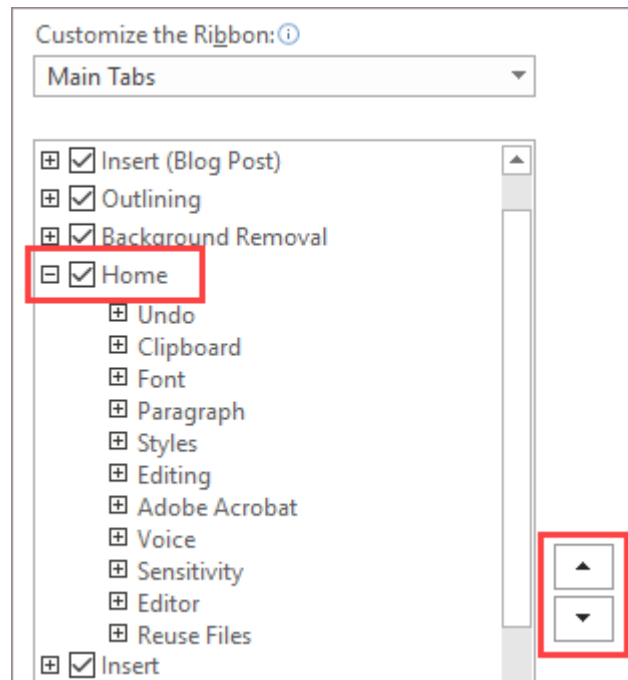 Customize the Ribbon:
Main Tabs
Insert (Blog Post)
Outlining
Background Removal
Home
Undo
Clipboard
Font
Paragraph
Styles
Editing
Adobe Acrobat
Voice
Sensitivity
Editor
Reuse Files
Insert